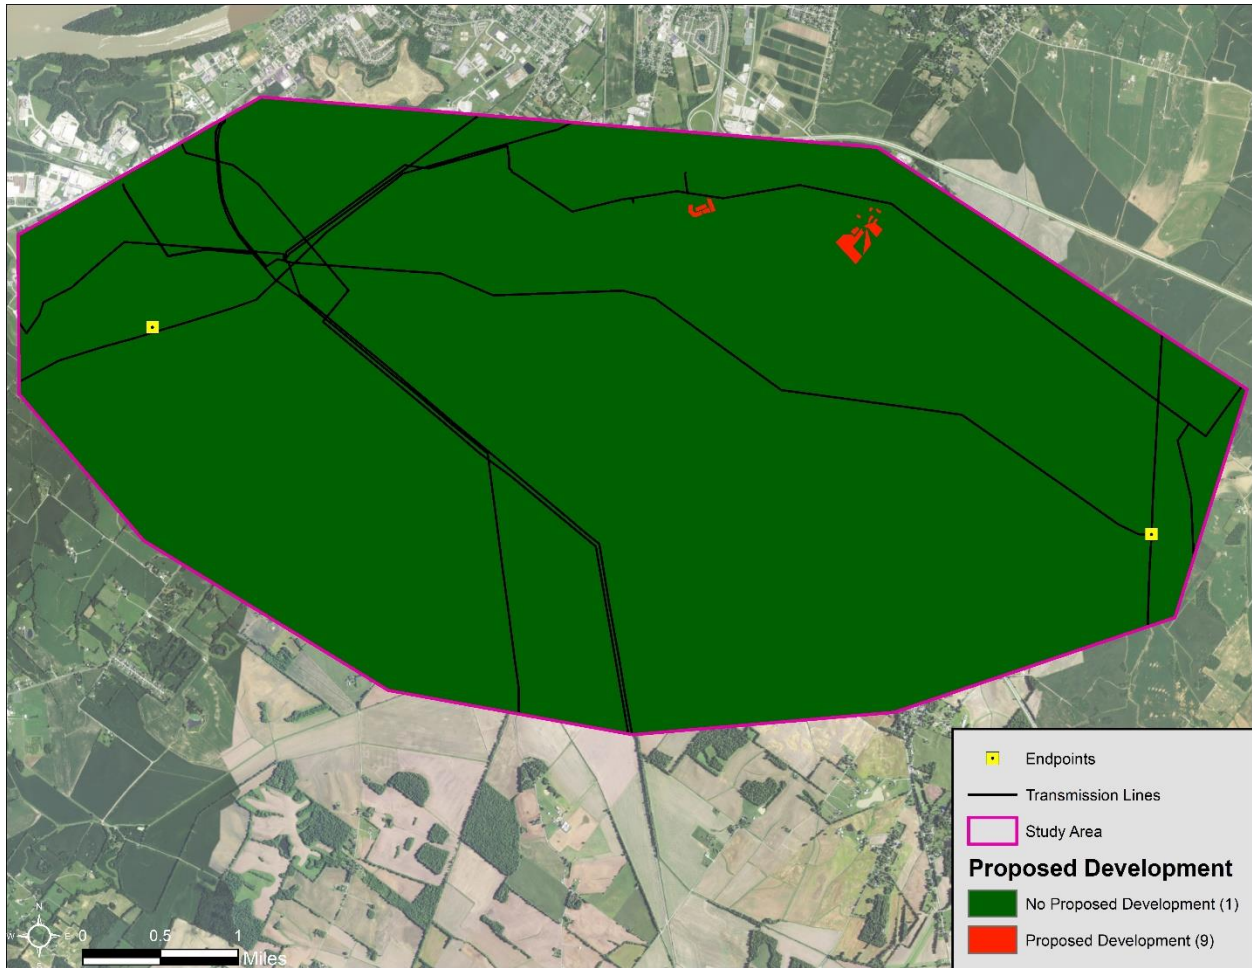 Endpoints
Transmission Lines
Study Area
Proposed Development
No Proposed Development (1)
Proposed Development (9)
N
W E
S
0 0.5 1
Miles